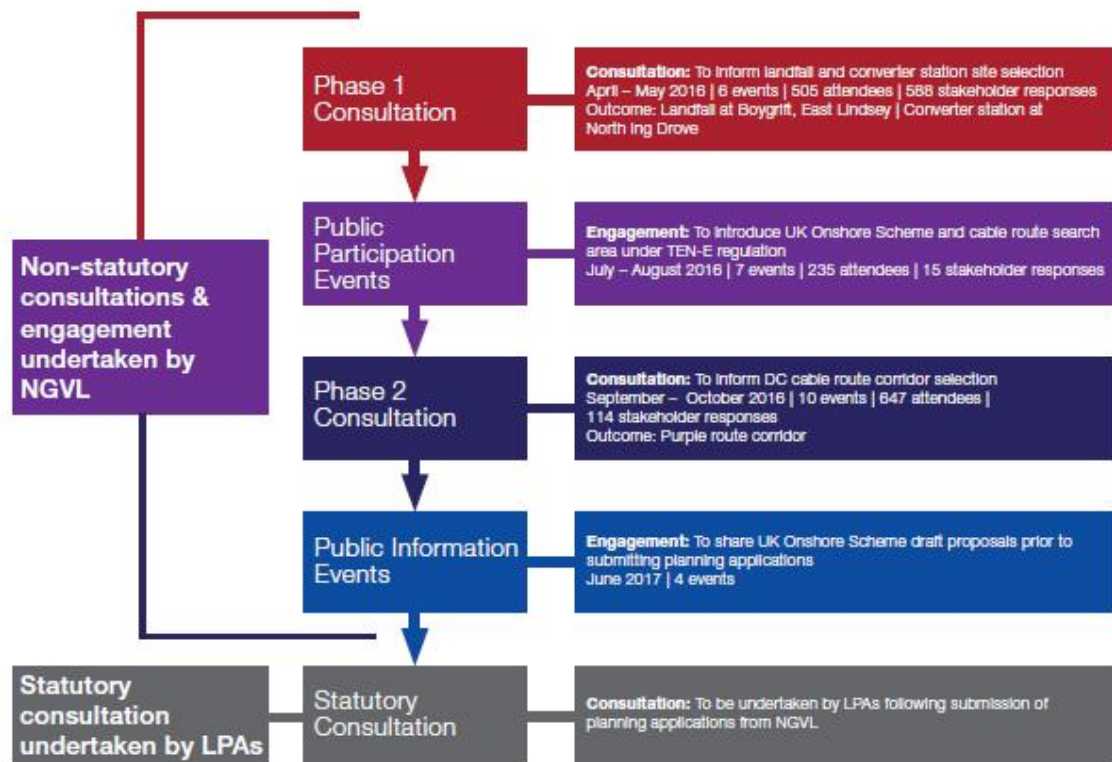 Phase 1
Consultation
Consultation: To inform landfall and converter station site selection
April – May 2016 | 6 events | 505 attendees | 588 stakeholder responses
Outcome: Landfall at Boygrift, East Lindsey | Converter station at
North Ing Drove
Public
Participation
Events
Engagement: To introduce UK Onshore Scheme and cable route search
area under TEN-E regulation
July – August 2016 | 7 events | 235 attendees | 15 stakeholder responses
Non-statutory
consultations &
engagement
undertaken by
NGVL
Phase 2
Consultation
Consultation: To inform DC cable route corridor selection
September – October 2016 | 10 events | 647 attendees |
114 stakeholder responses
Outcome: Purple route corridor
Public Information
Events
Engagement: To share UK Onshore Scheme draft proposals prior to
submitting planning applications
June 2017 | 4 events
Statutory
consultation
undertaken by LPAs
Statutory
Consultation
Consultation: To be undertaken by LPAs following submission of
planning applications from NGVL